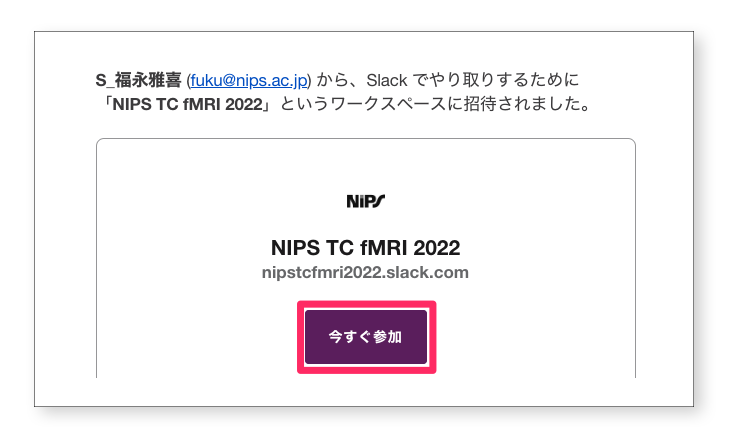 S_福永雅喜 (fuku@nips.ac.jp) から、Slack でやり取りするために
「NIPS TC fMRI 2022」というワークスペースに招待されました。
NiPS
NIPS TC fMRI 2022
nipstcfmri2022.slack.com
今すぐ参加